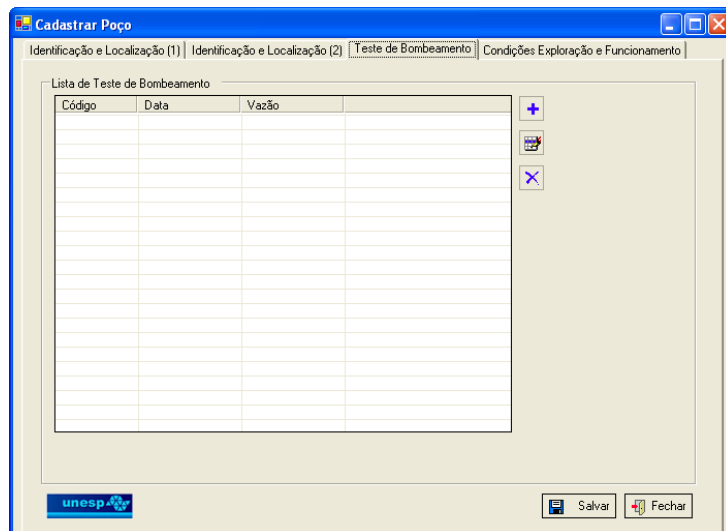 Cadastrar Poço
Identificação e Localização (1) Identificação e Localização (2) Teste de Bombeamento Condições Exploração e Funcionamento
Lista de Teste de Bombeamento
Código Data Vazão
unesp Salvar Fechar